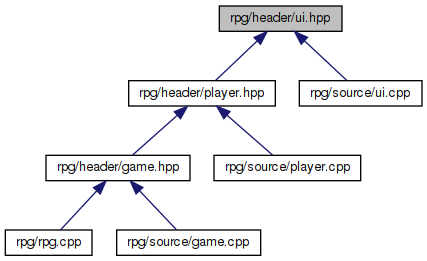 rpg/header/ui.hpp
rpg/header/player.hpp
rpg/source/ui.cpp
rpg/header/game.hpp
rpg/source/player.cpp
rpg/rpg.cpp
rpg/source/game.cpp